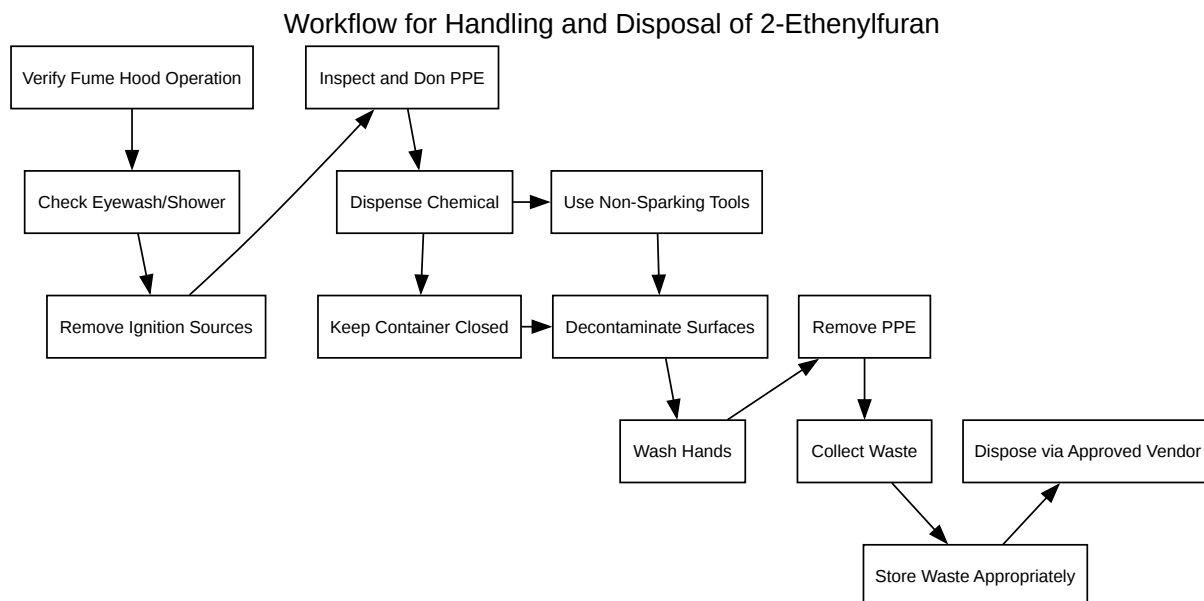 Workflow for Handling and Disposal of 2-Ethenylfuran
Verify Fume Hood Operation
Inspect and Don PPE
Check Eyewash/Shower
Dispense Chemical
Use Non-Sparking Tools
Remove Ignition Sources
Keep Container Closed
Decontaminate Surfaces
Remove PPE
Wash Hands
Collect Waste
Dispose via Approved Vendor
Store Waste Appropriately